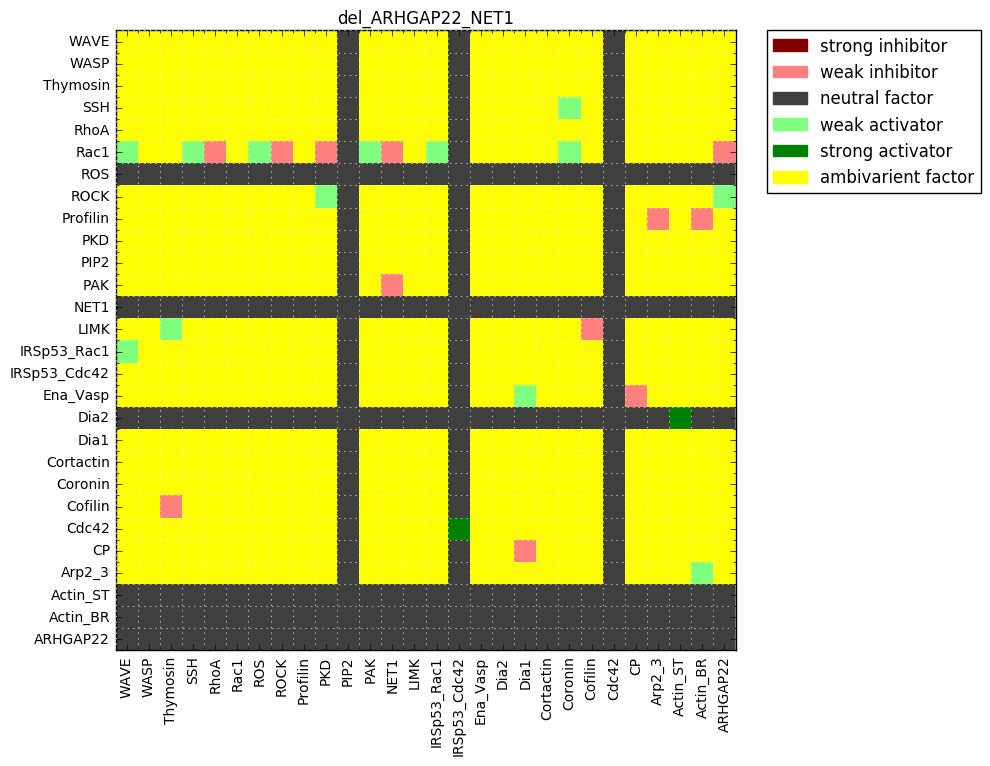 del_ARHGAP22_NET1
WAVE
WASP
Thymosin
SSH
RhoA
Rac1
ROS
ROCK
Profilin
PKD
PIP2
PAK
NET1
LIMK
IRSp53_Rac1
IRSp53_Cdc42
Ena_Vasp
Dia2
Dia1
Cortactin
Coronin
Cofilin
Cdc42
CP
Arp2_3
Actin_ST
Actin_BR
ARHGAP22
WAVE
WASP
Thymosin
SSH
RhoA
Rac1
ROS
ROCK
Profilin
PKD
PIP2
PAK
NET1
LIMK
IRSp53_Rac1
IRSp53_Cdc42
Ena_Vasp
Dia2
Dia1
Cortactin
Coronin
Cofilin
Cdc42
CP
Arp2_3
Actin_ST
Actin_BR
ARHGAP22
strong inhibitor
weak inhibitor
neutral factor
weak activator
strong activator
ambivarient factor